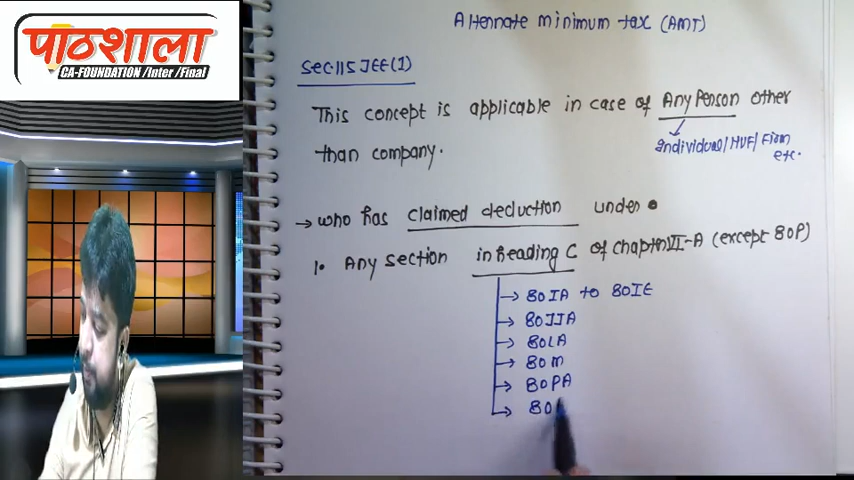 पाठशाला
CA-FOUNDATION /Inter /Final
Alternate minimum tax (AMT)
Sec.115JEE(1)
This concept is applicable in case of Any Person other
than company.
individual/HUF/Firm
etc.
→ who has claimed deduction under
1. Any section in heading C of chapter VI-A (except 80P)
→ 80IA to 80IE
→ 80JJA
→ 80LA
→ 80M
→ 80PA
→ 80